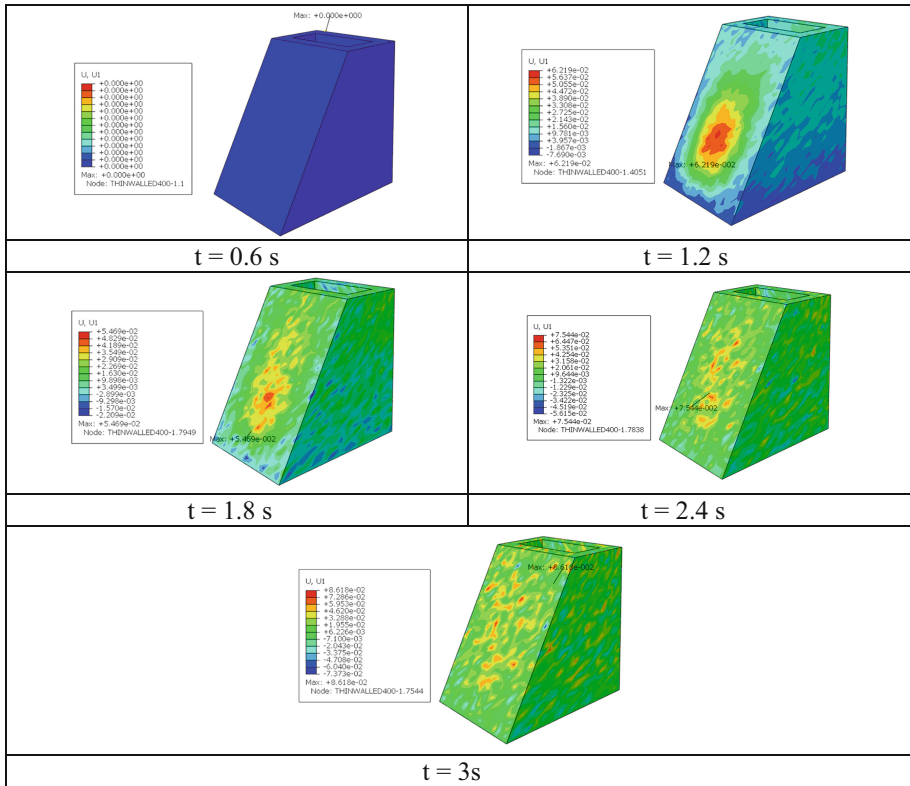 Max: +0.000e+000
U, U1
+0.000e+00
+0.000e+00
+0.000e+00
+0.000e+00
+0.000e+00
+0.000e+00
+0.000e+00
+0.000e+00
+0.000e+00
+0.000e+00
+0.000e+00
+0.000e+00
+0.000e+00
Max: +0.000e+00
Node: THINWALLED400-1.1
t = 0.6 s
U, U1
+6.219e-02
+5.637e-02
+5.055e-02
+4.472e-02
+3.890e-02
+3.308e-02
+2.725e-02
+2.143e-02
+1.560e-02
+9.781e-03
+3.957e-03
-1.867e-03
-7.690e-03
Max: +6.219e-02
Node: THINWALLED400-1.4051
Max: +6.219e-002
t = 1.2 s
U, U1
+5.469e-02
+4.829e-02
+4.189e-02
+3.549e-02
+2.909e-02
+2.269e-02
+1.630e-02
+9.898e-03
+3.499e-03
-2.899e-03
-9.298e-03
-1.570e-02
-2.209e-02
Max: +5.469e-02
Node: THINWALLED400-1.7949
Max: +5.469e-002
t = 1.8 s
U, U1
+7.544e-02
+6.447e-02
+5.351e-02
+4.254e-02
+3.158e-02
+2.061e-02
+9.644e-03
-1.322e-03
-1.229e-02
-2.325e-02
-3.422e-02
-4.519e-02
-5.615e-02
Max: +7.544e-02
Node: THINWALLED400-1.7838
Max: +7.544e-002
t = 2.4 s
Max: +8.618e-002
U, U1
+8.618e-02
+7.286e-02
+5.953e-02
+4.620e-02
+3.288e-02
+1.955e-02
+6.226e-03
-7.100e-03
-2.043e-02
-3.375e-02
-4.708e-02
-6.040e-02
-7.373e-02
Max: +8.618e-02
Node: THINWALLED400-1.7544
t = 3s